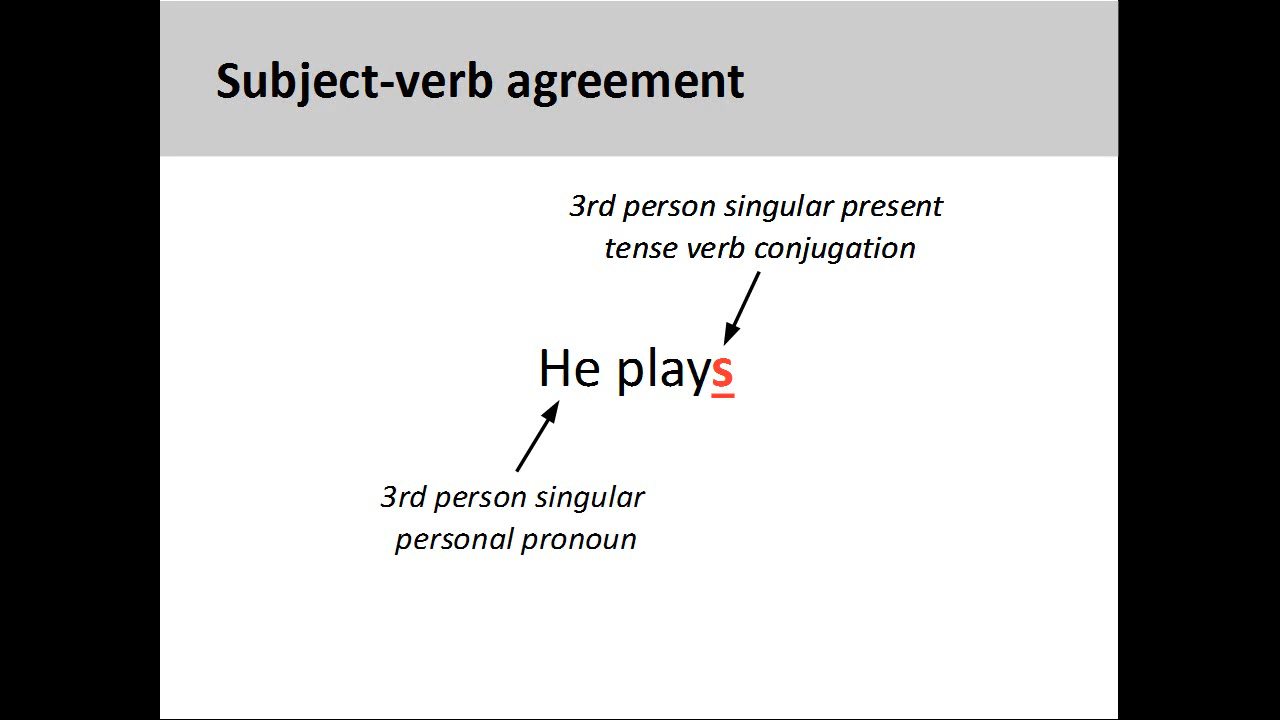 Subject-verb agreement
3rd person singular present
tense verb conjugation
He plays
3rd person singular
personal pronoun